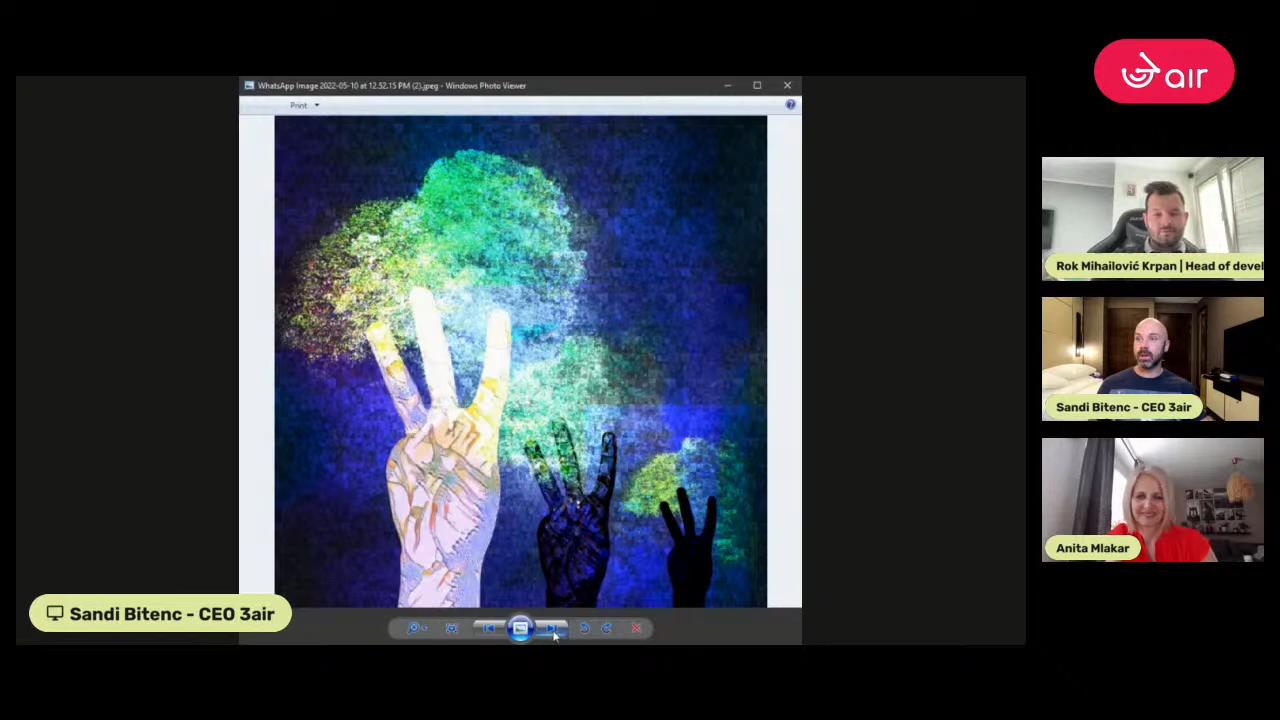 WhatsApp Image 2022-05-10 at 12.52.15 PM (2).jpeg - Windows Photo Viewer
Print
air
Rok Mihailović Krpan | Head of devel
Sandi Bitenc - CEO 3air
Anita Mlakar
Sandi Bitenc - CEO 3air